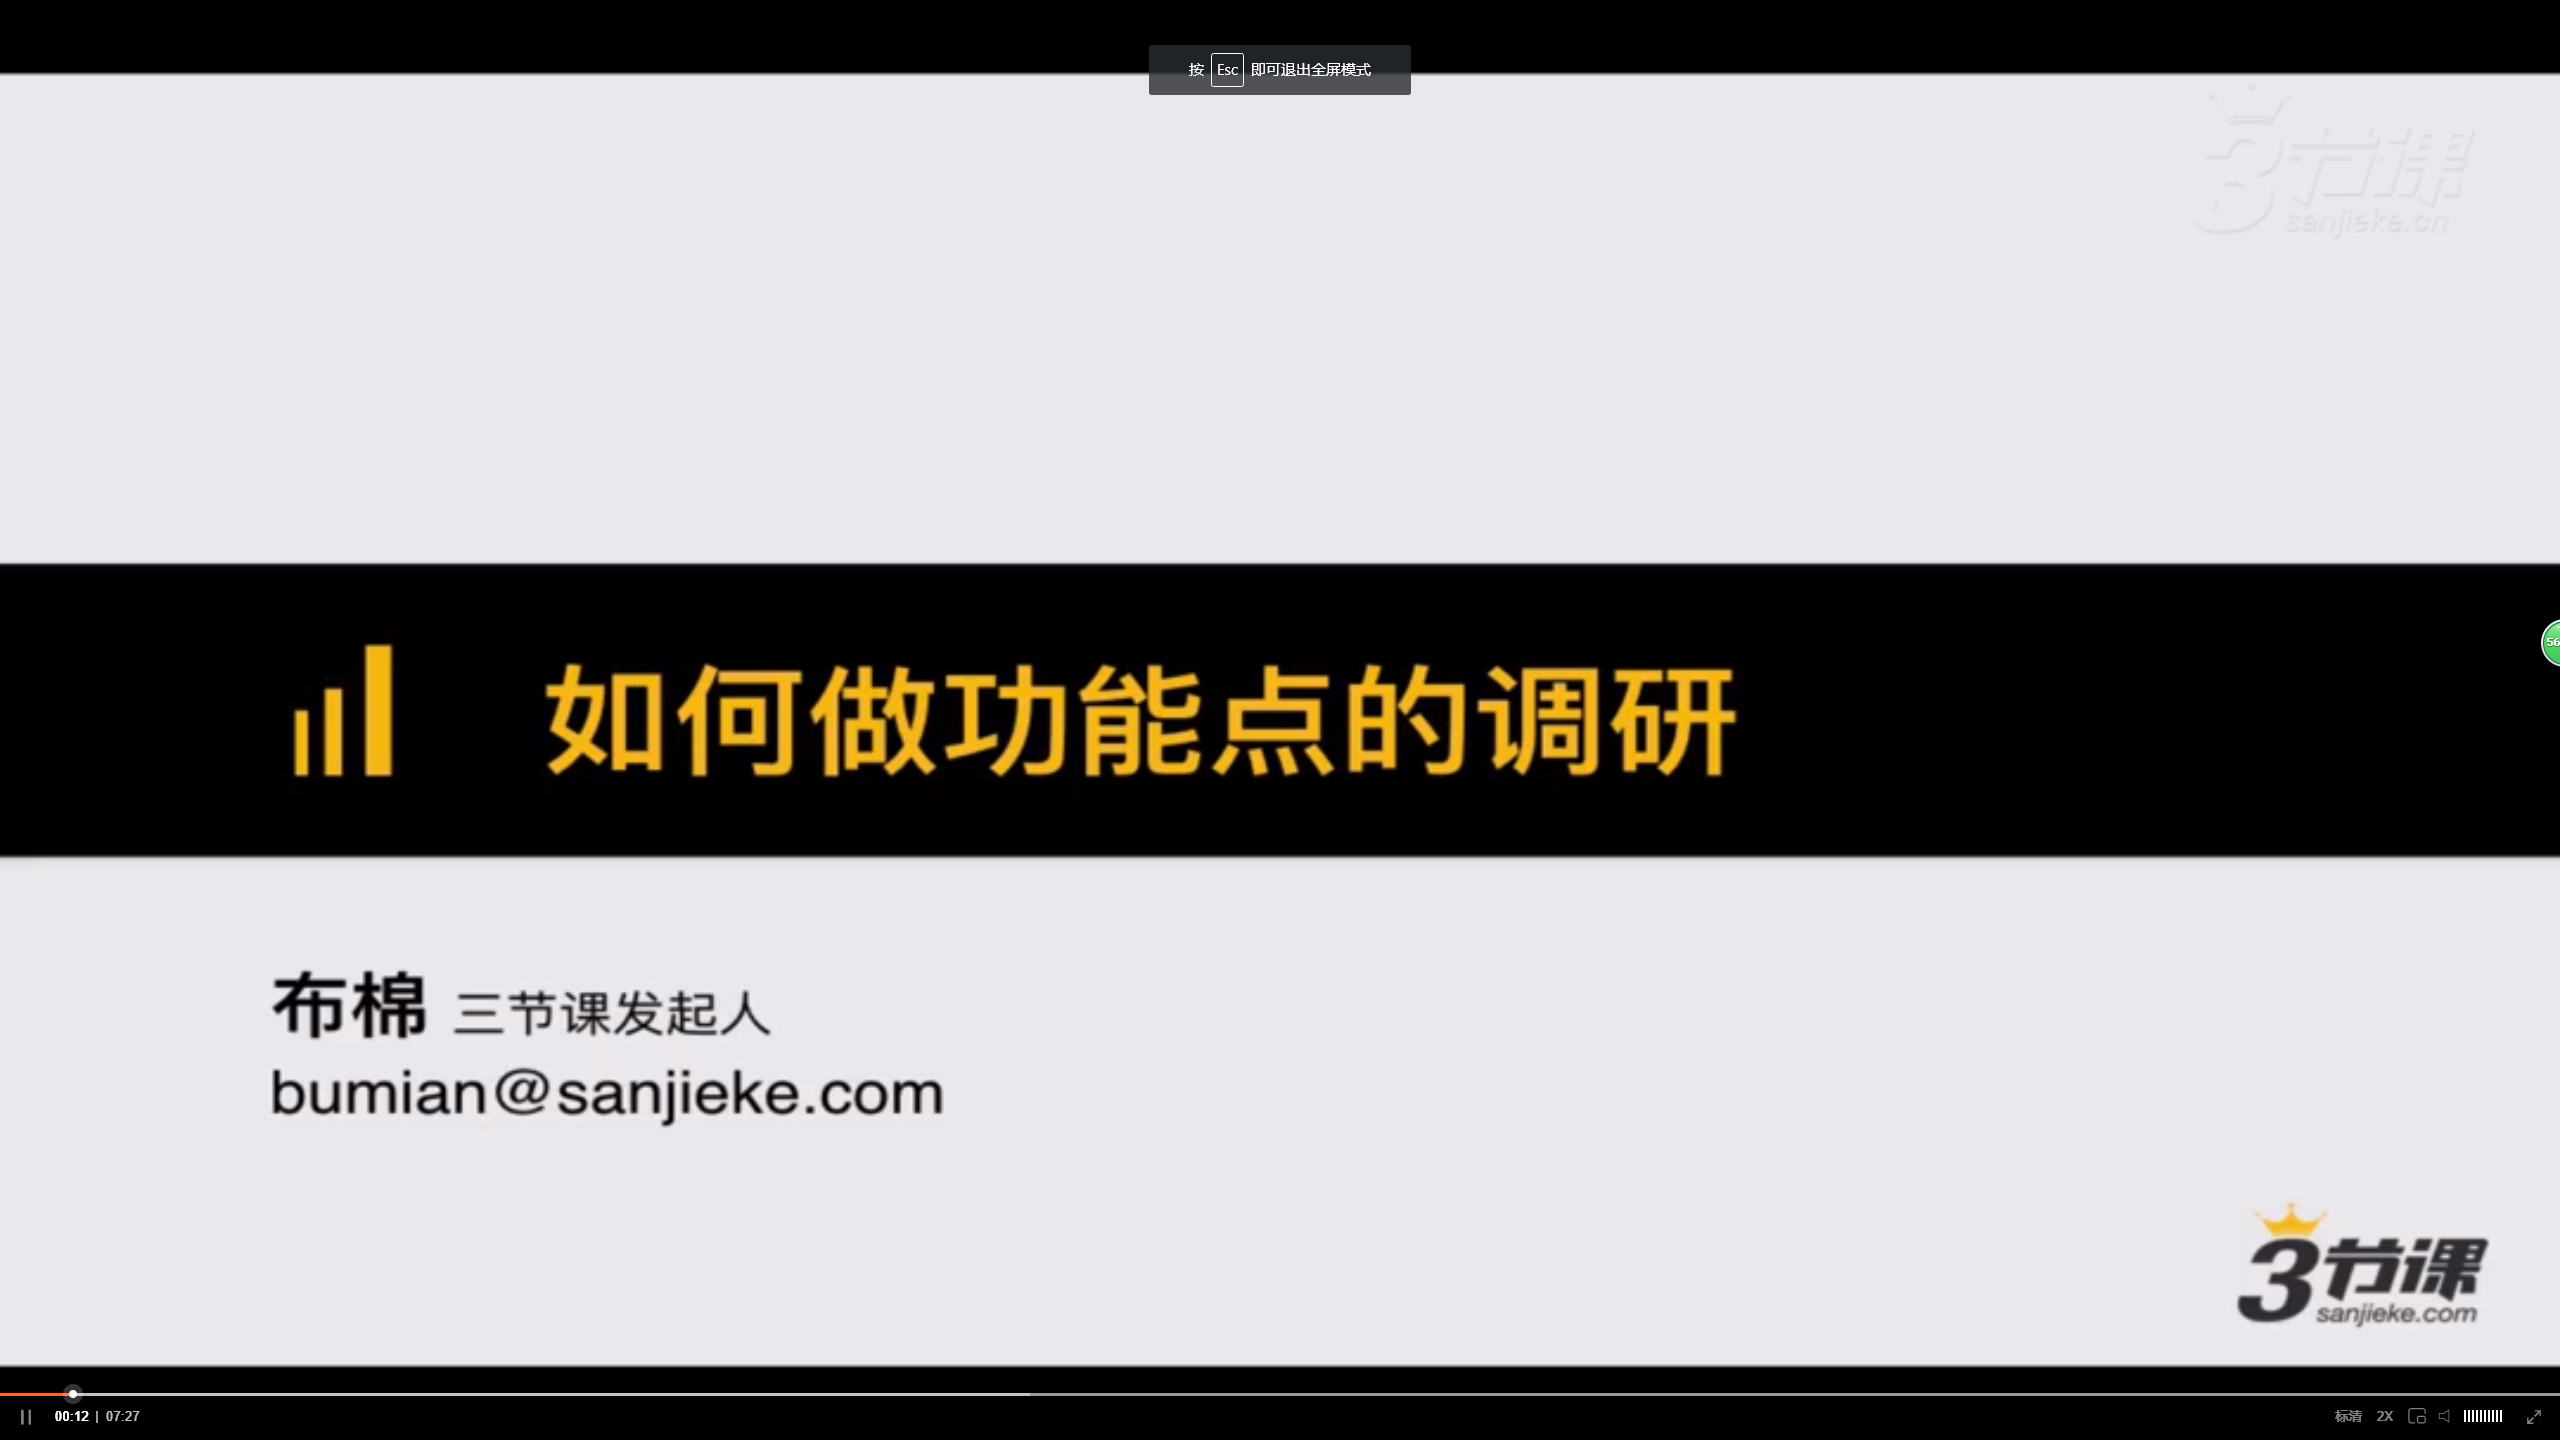 按 Esc 即可退出全屏模式
3节课
sanjieke.cn
如何做功能点的调研
56
布棉 三节课发起人
bumian@sanjieke.com
3节课
sanjieke.com
00:12 | 07:27
标清 2X